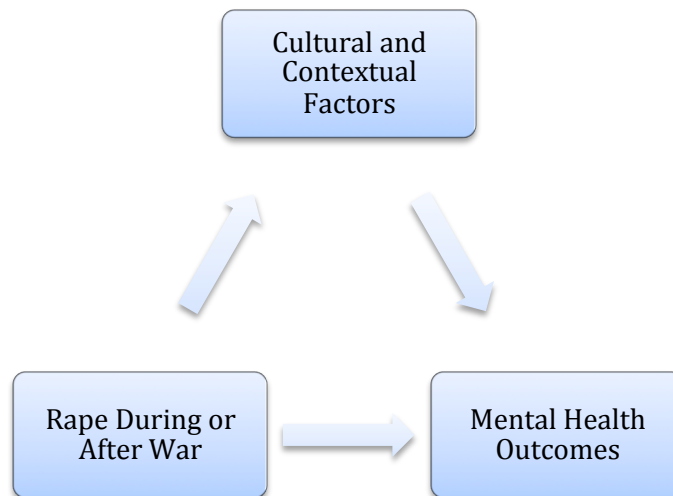 Cultural and
Contextual
Factors
Rape During or
After War
Mental Health
Outcomes